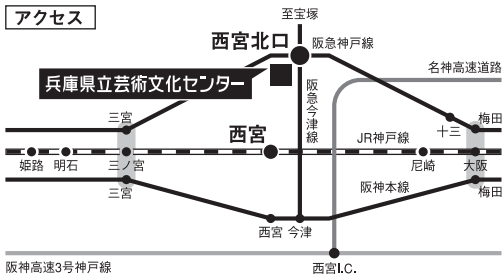 アクセス
至宝塚
西宮北口
阪急神戸線
名神高速道路
兵庫県立芸術文化センター
阪急今津線
三宮
梅田
十三
西宮
JR神戸線
姫路
明石
三ノ宮
尼崎
大阪
三宮
阪神本線
梅田
西宮
今津
阪神高速3号神戸線
西宮I.C.